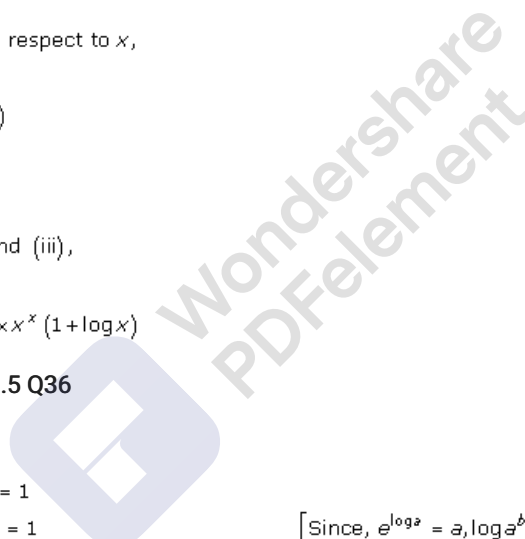 respect to x,
)
nd (iii),
× x^x (1+log x)
.5 Q36
= 1
= 1 [Since, e^{log a} = a, log a^b
Wondershare
PDFelement